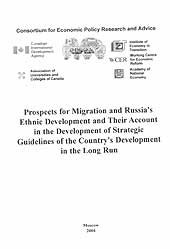 Consortium for Economic Policy Research and Advice
Canadian
International
Development
Agency
Institute of
Economy in
Transition
Working Centre
for Economic
Reform
Association of
Universities and
Colleges of Canada
Academy of
National
Economy
Prospects for Migration and Russia's
Ethnic Development and Their Account
in the Development of Strategic
Guidelines of the Country's Development
in the Long Run
Moscow
2004